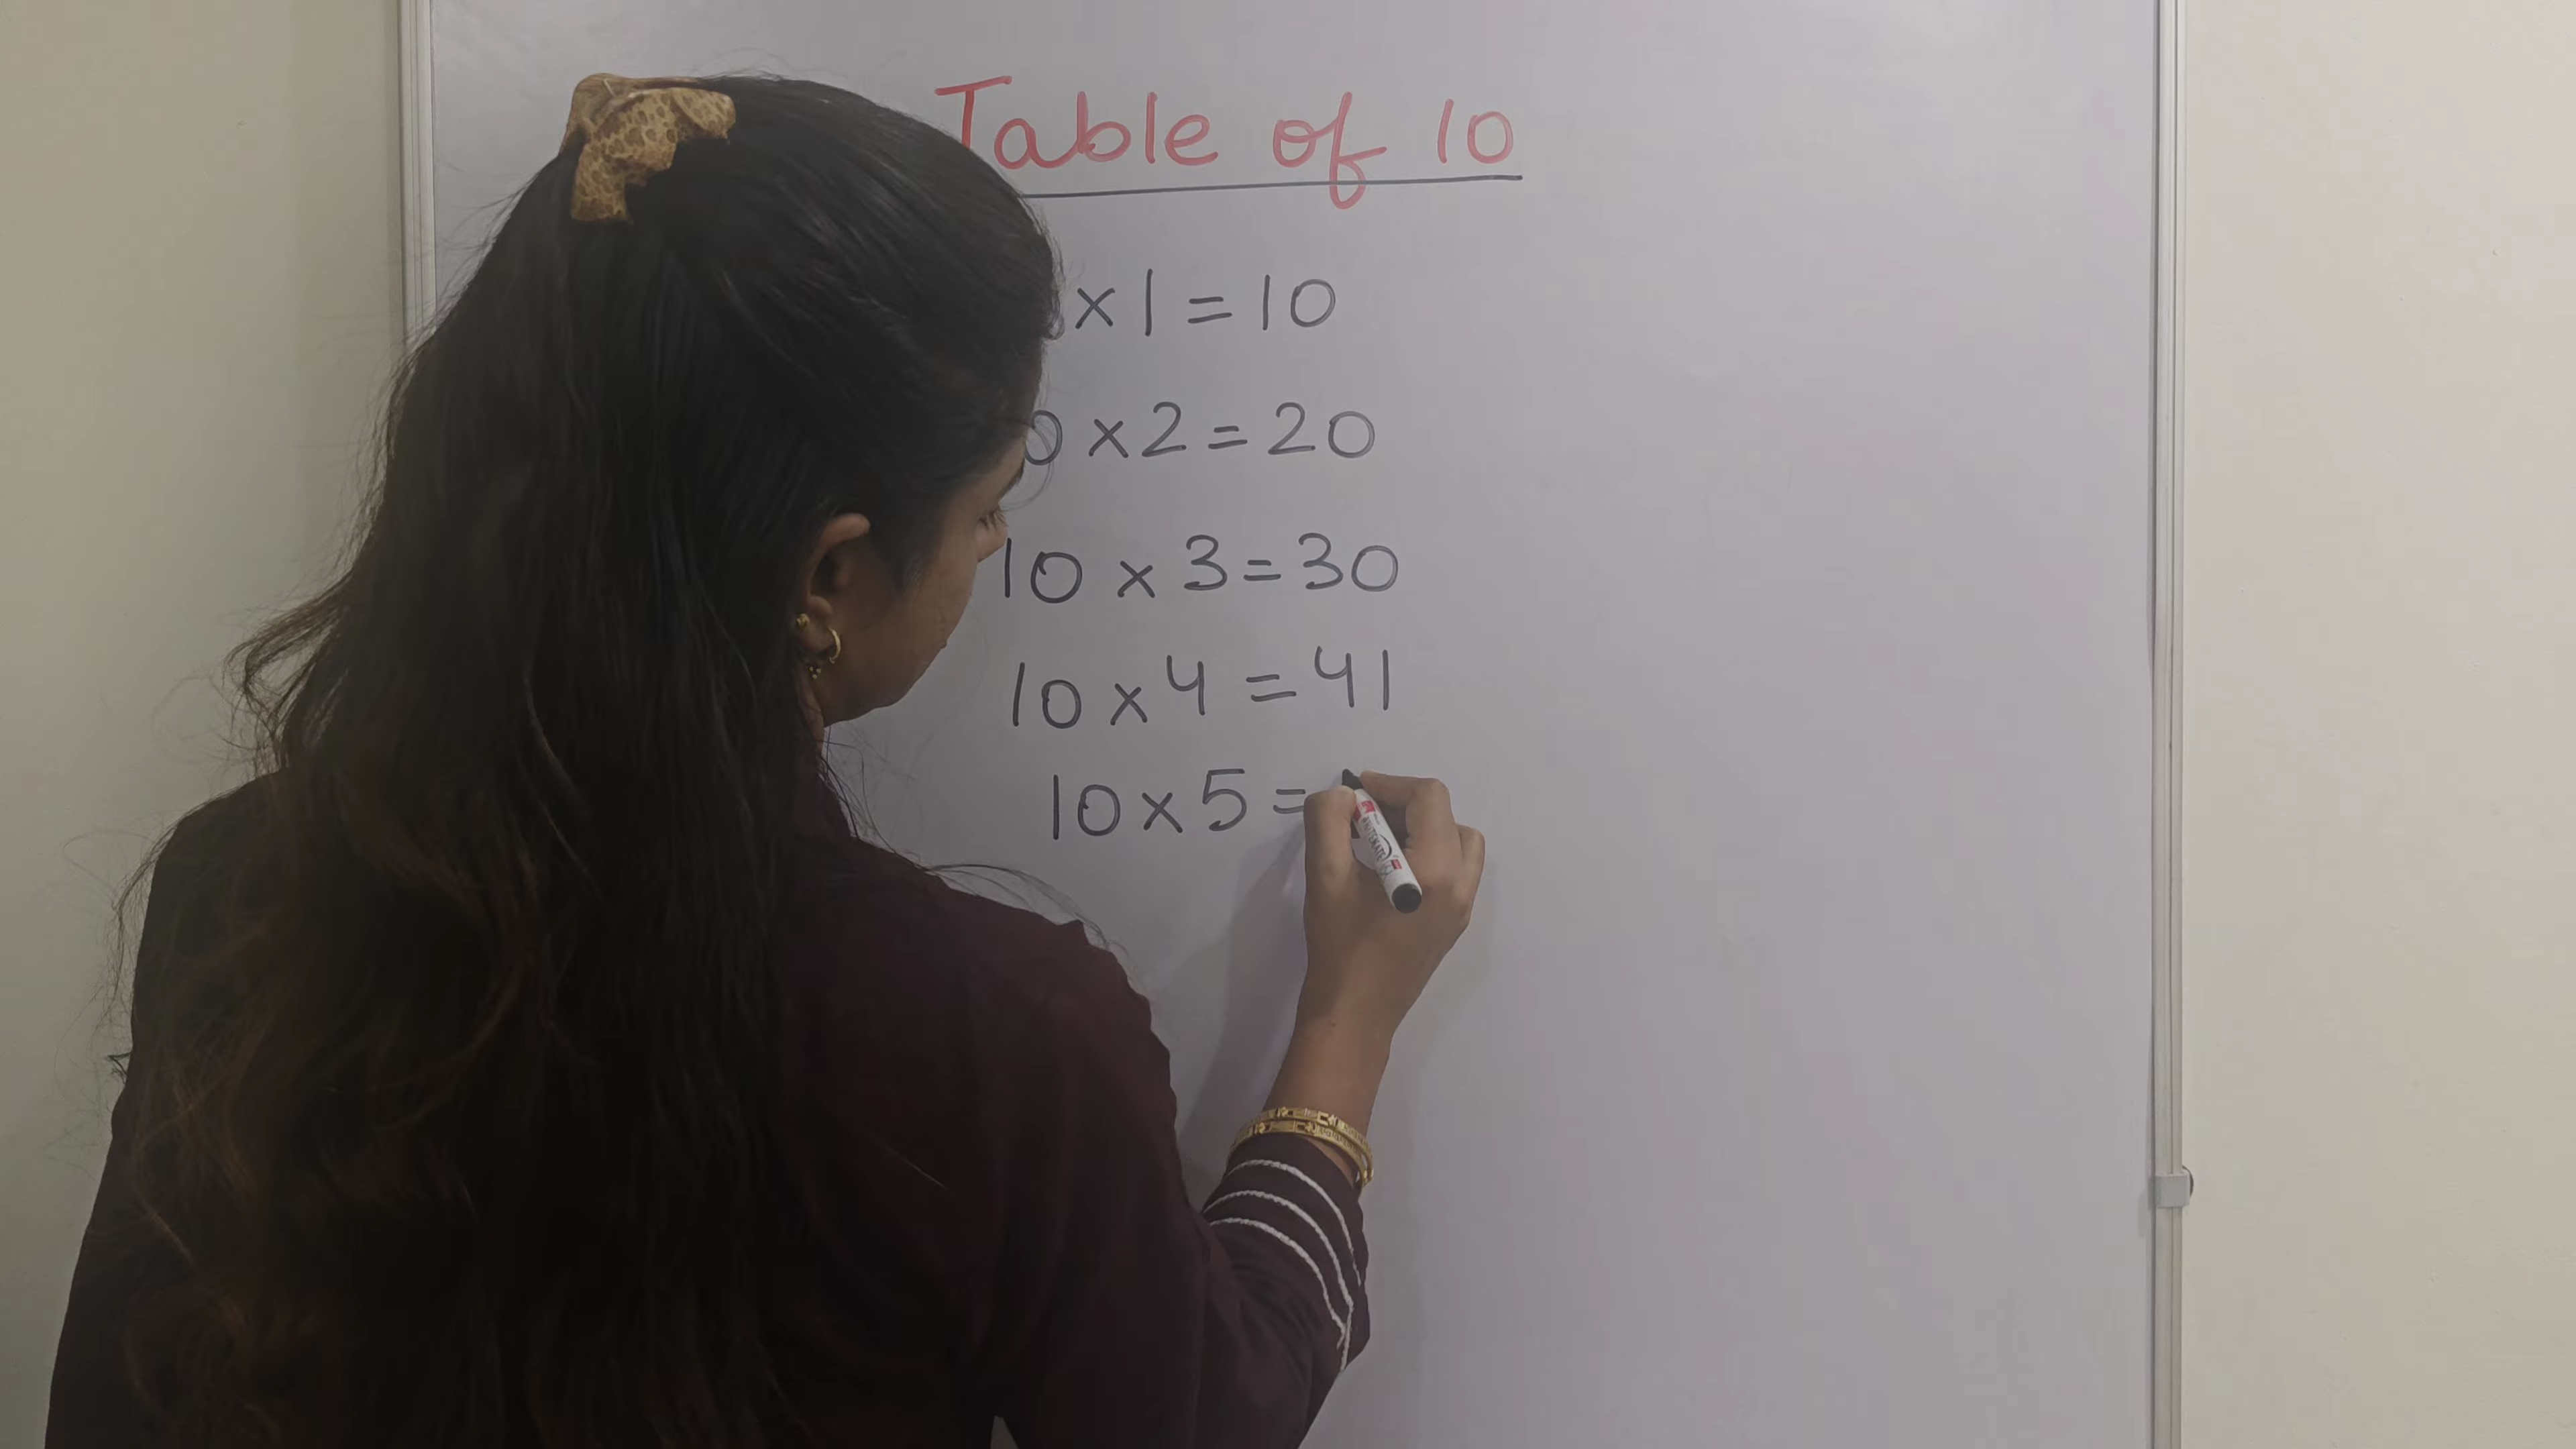 Table of 10
x 1 = 10
0 x 2 = 20
10 x 3 = 30
10 x 4 = 41
10 x 5 =